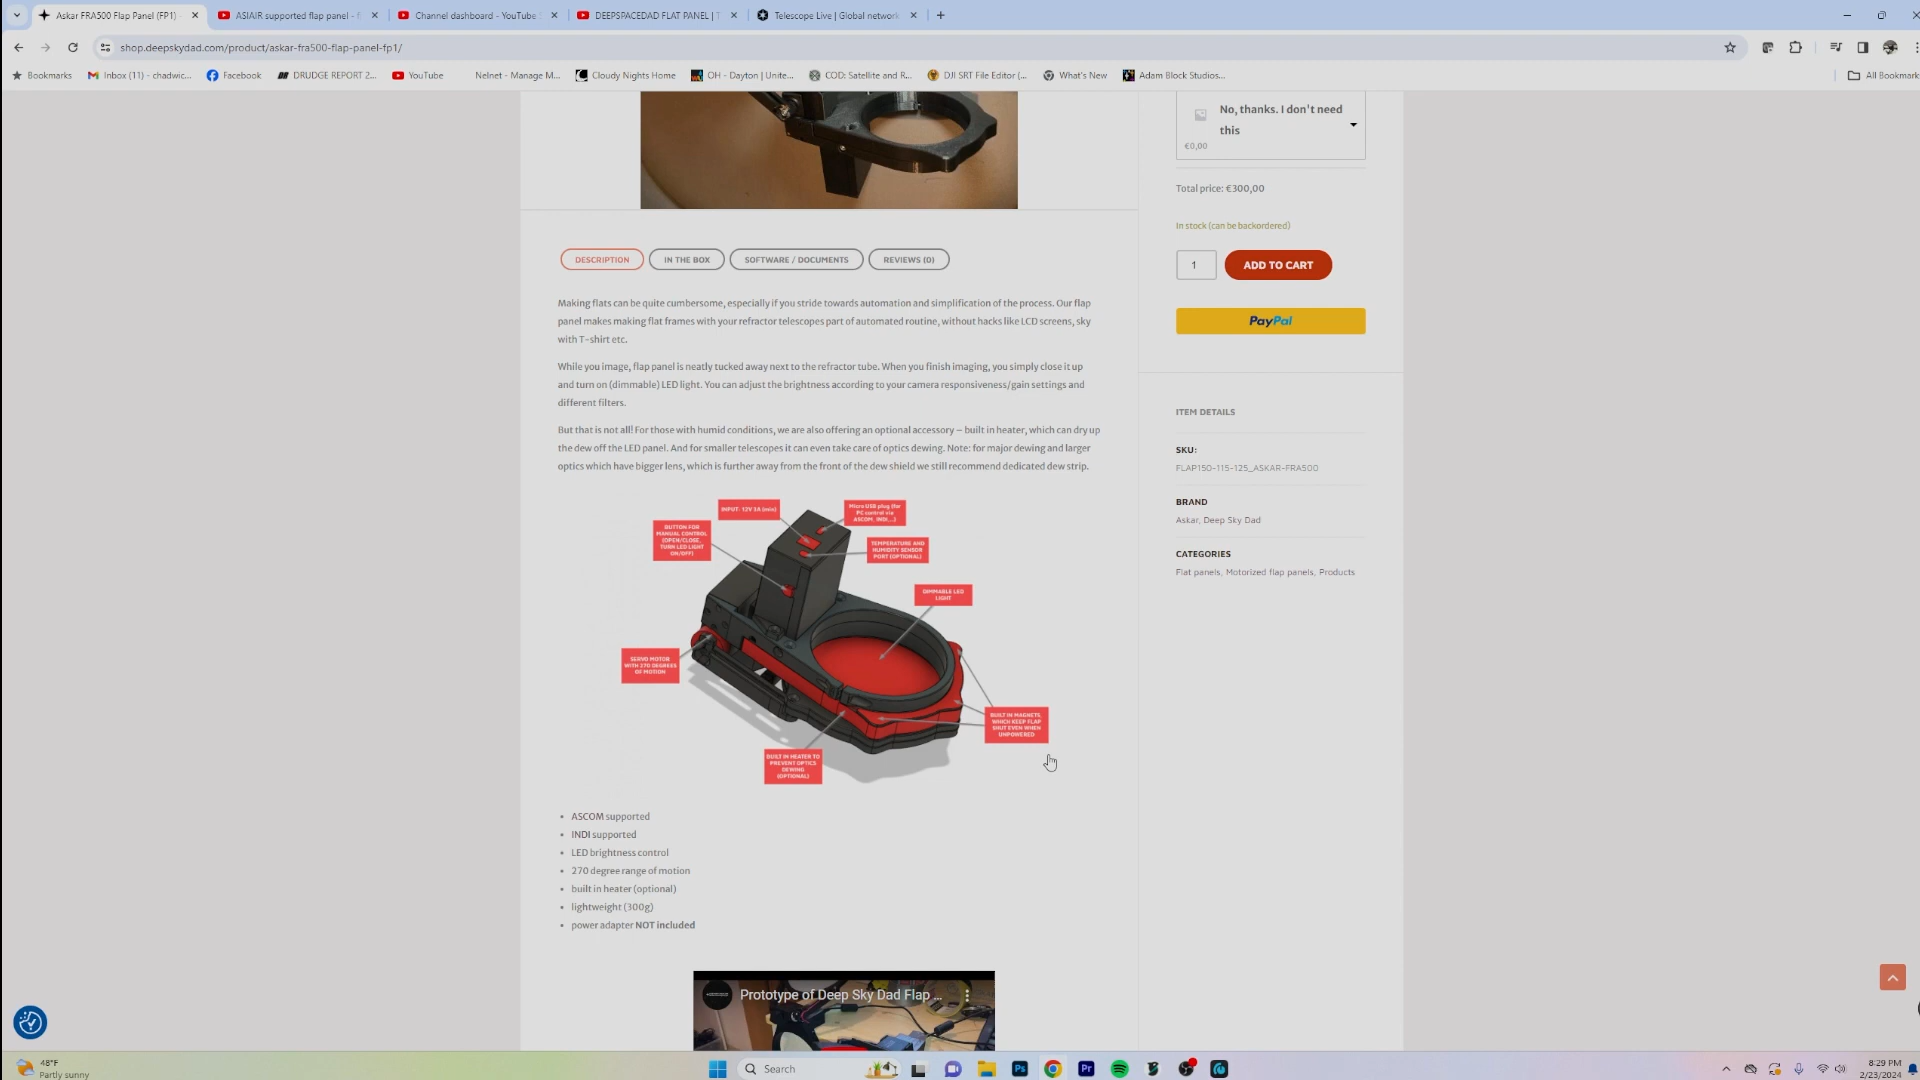 Askar FRA500 Flap Panel (FP1) -
ASIAIR supported flap panel -
Channel dashboard - YouTube
DEEPSPACEDAD FLAT PANEL |
Telescope Live | Global network
shop.deepskydad.com/product/askar-fra500-flap-panel-fp1/
Bookmarks
Inbox (11) - chadwic...
Facebook
DRUDGE REPORT 2...
YouTube
Nelnet - Manage M...
Cloudy Nights Home
OH - Dayton | Unite...
COD: Satellite and R...
DJI SRT File Editor (...
What's New
Adam Block Studios...
All Bookmark
No, thanks. I don't need
this
€0,00
Total price: €300,00
In stock (can be backordered)
1
ADD TO CART
PayPal
DESCRIPTION
IN THE BOX
SOFTWARE / DOCUMENTS
REVIEWS (0)
Making flats can be quite cumbersome, especially if you stride towards automation and simplification of the process. Our flap
panel makes making flat frames with your refractor telescopes part of automated routine, without hacks like LCD screens, sky
with T-shirt etc.
While you image, flap panel is neatly tucked away next to the refractor tube. When you finish imaging, you simply close it up
and turn on (dimmable) LED light. You can adjust the brightness according to your camera responsiveness/gain settings and
different filters.
But that is not all! For those with humid conditions, we are also offering an optional accessory – built in heater, which can dry up
the dew off the LED panel. And for smaller telescopes it can even take care of optics dewing. Note: for major dewing and larger
optics which have bigger lens, which is further away from the front of the dew shield we still recommend dedicated dew strip.
ITEM DETAILS
SKU:
FLAP150-115-125_ASKAR-FRA500
BRAND
Askar, Deep Sky Dad
CATEGORIES
Flat panels, Motorized flap panels, Products
INPUT: 12V 2A (min)
Micro USB plug (for
PC control via
ASCOM, INDI...)
BUTTON FOR
MANUAL CONTROL
(OPEN/CLOSE,
TURN LED LIGHT
ON/OFF)
TEMPERATURE AND
HUMIDITY SENSOR
PORT (OPTIONAL)
DIMMABLE LED
LIGHT
SERVO MOTOR
WITH 270 DEGREES
OF MOTION
BUILT IN MAGNETS,
WHICH KEEP FLAP
SHUT EVEN WHEN
UNPOWERED
BUILT IN HEATER TO
PREVENT OPTICS
DEWING
(OPTIONAL)
• ASCOM supported
• INDI supported
• LED brightness control
• 270 degree range of motion
• built in heater (optional)
• lightweight (300g)
• power adapter NOT included
Prototype of Deep Sky Dad Flap ...
48°F
Partly sunny
Search
Ps
Pr
8:29 PM
2/23/2024